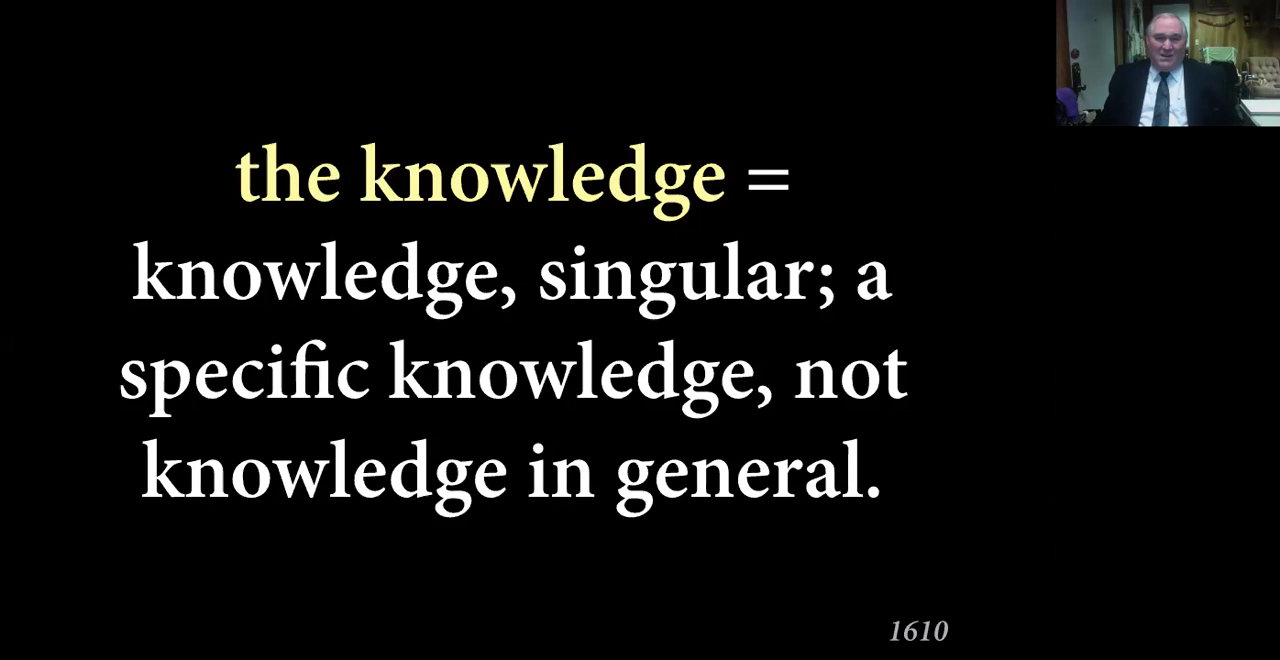 the knowledge =
knowledge, singular; a
specific knowledge, not
knowledge in general.
1610